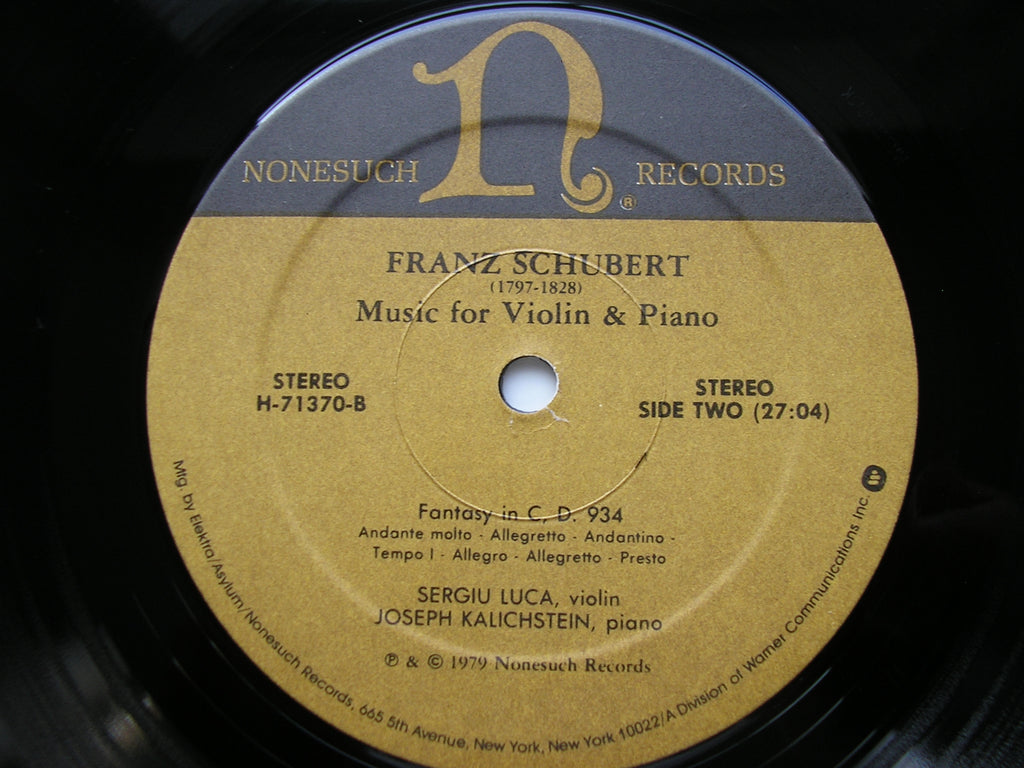 n
NONESUCH RECORDS
®
FRANZ SCHUBERT
(1797-1828)
Music for Violin & Piano
STEREO
H-71370-B
STEREO
SIDE TWO (27:04)
Fantasy in C, D. 934
Andante molto - Allegretto - Andantino -
Tempo I - Allegro - Allegretto - Presto
SERGIU LUCA, violin
JOSEPH KALICHSTEIN, piano
℗ & © 1979 Nonesuch Records
Mfg. by Elektra/Asylum/Nonesuch Records, 665 5th Avenue, New York, New York 10022/A Division of Warner Communications Inc.